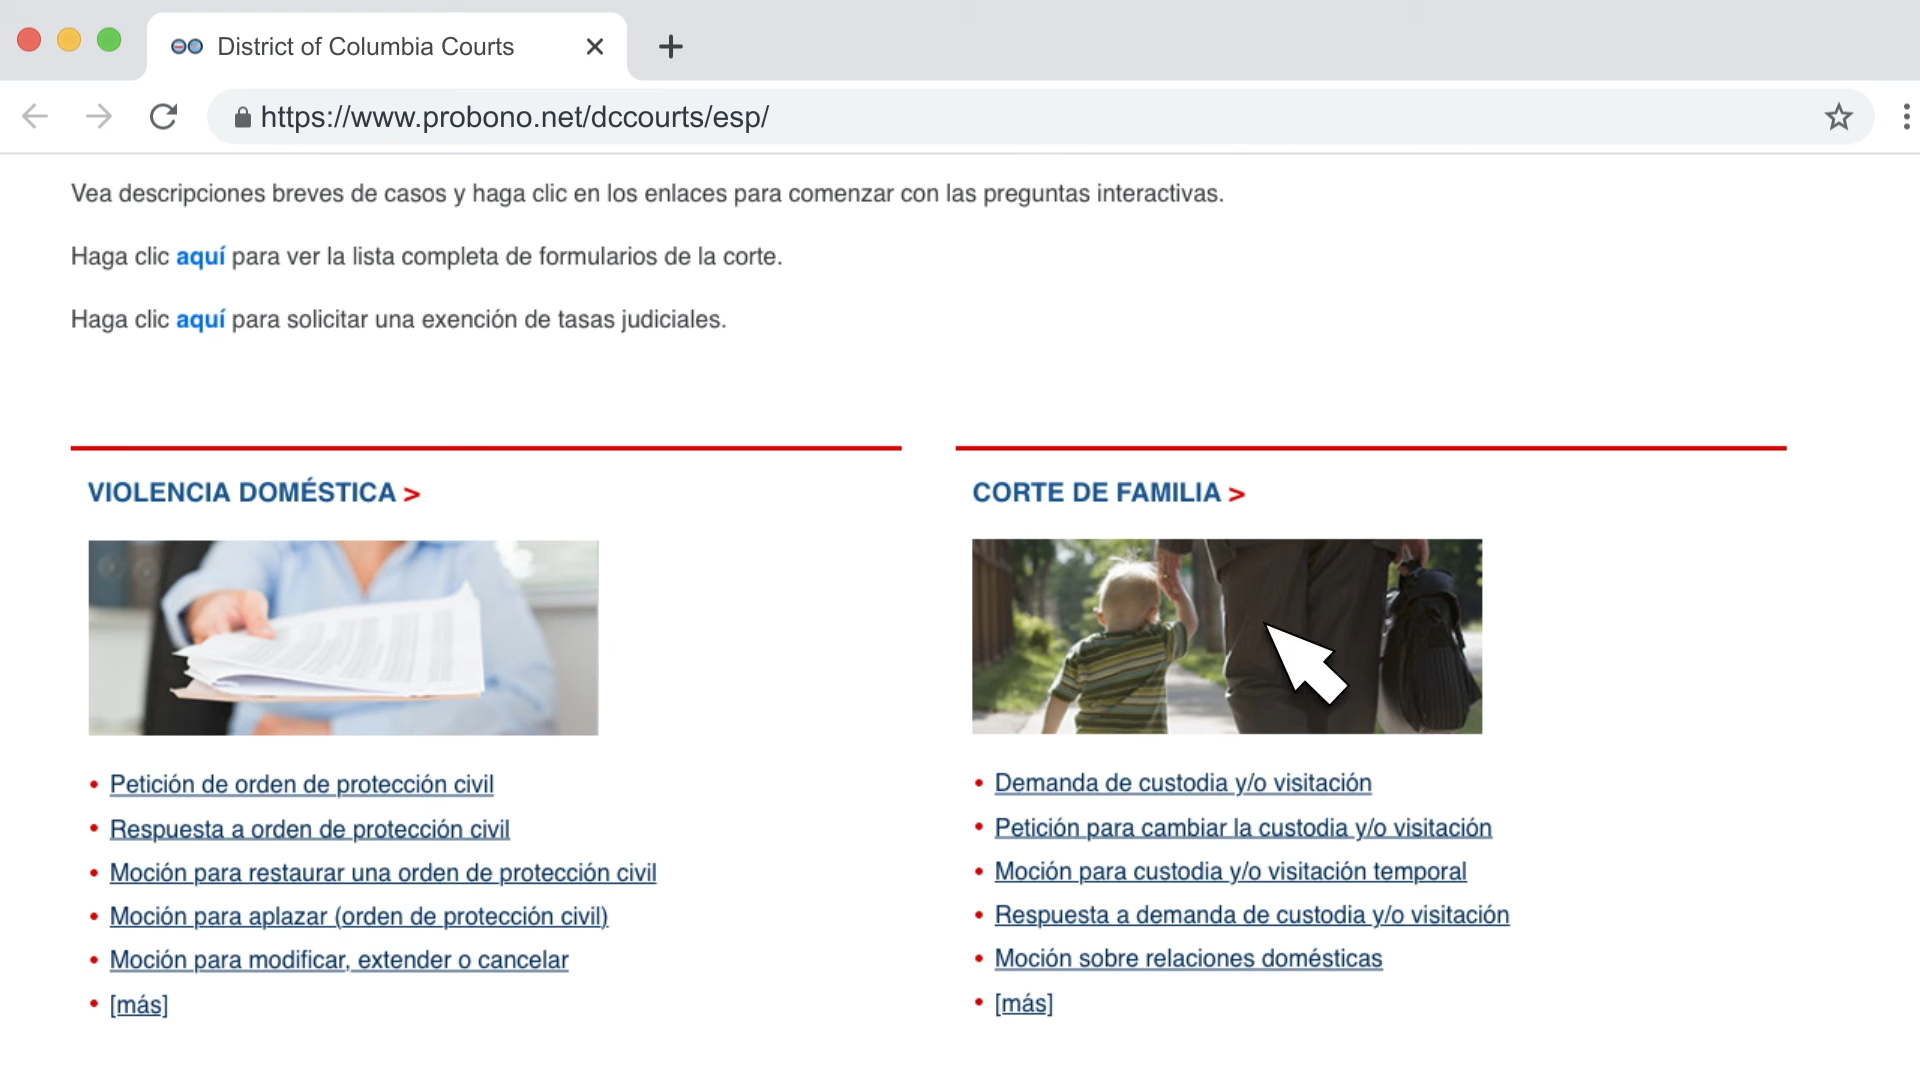 District of Columbia Courts
https://www.probono.net/dccourts/esp/
Vea descripciones breves de casos y haga clic en los enlaces para comenzar con las preguntas interactivas.
Haga clic aquí para ver la lista completa de formularios de la corte.
Haga clic aquí para solicitar una exención de tasas judiciales.
VIOLENCIA DOMÉSTICA >
Petición de orden de protección civil
Respuesta a orden de protección civil
Moción para restaurar una orden de protección civil
Moción para aplazar (orden de protección civil)
Moción para modificar, extender o cancelar
[más]
CORTE DE FAMILIA >
Demanda de custodia y/o visitación
Petición para cambiar la custodia y/o visitación
Moción para custodia y/o visitación temporal
Respuesta a demanda de custodia y/o visitación
Moción sobre relaciones domésticas
[más]